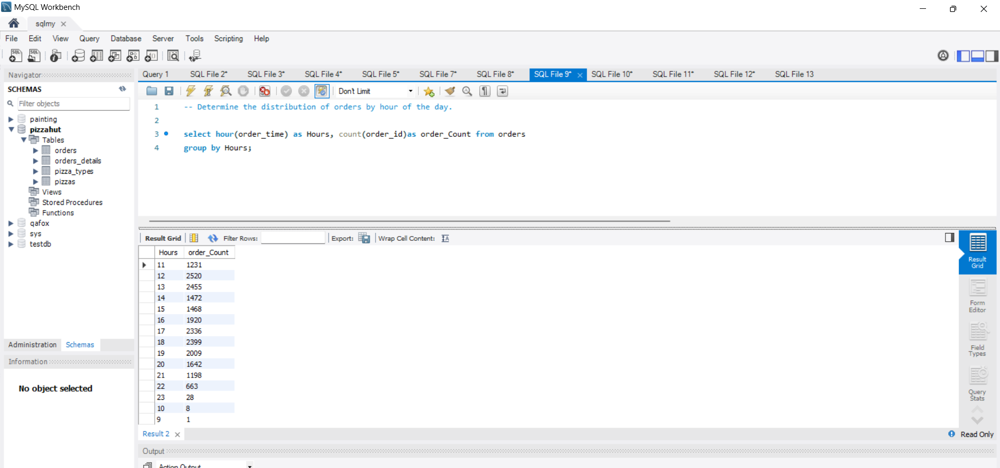 MySQL Workbench
sqlmy
File Edit View Query Database Server Tools Scripting Help
Navigator
SCHEMAS
Filter objects
painting
pizzahut
Tables
orders
orders_details
pizza_types
pizzas
Views
Stored Procedures
Functions
qafox
sys
testdb
Administration Schemas
Information
No object selected
Query 1 SQL File 2* SQL File 3* SQL File 4* SQL File 5* SQL File 7* SQL File 8* SQL File 9* SQL File 10* SQL File 11* SQL File 12* SQL File 13
Don't Limit
1 -- Determine the distribution of orders by hour of the day.
2
3 select hour(order_time) as Hours, count(order_id)as order_Count from orders
4 group by Hours;
Result Grid Filter Rows: Export: Wrap Cell Content:
Hours order_Count
11 1231
12 2520
13 2455
14 1472
15 1468
16 1920
17 2336
18 2399
19 2009
20 1642
21 1198
22 663
23 28
10 8
9 1
Result Grid
Form Editor
Field Types
Query Stats
Result 2
Read Only
Output
Action Output